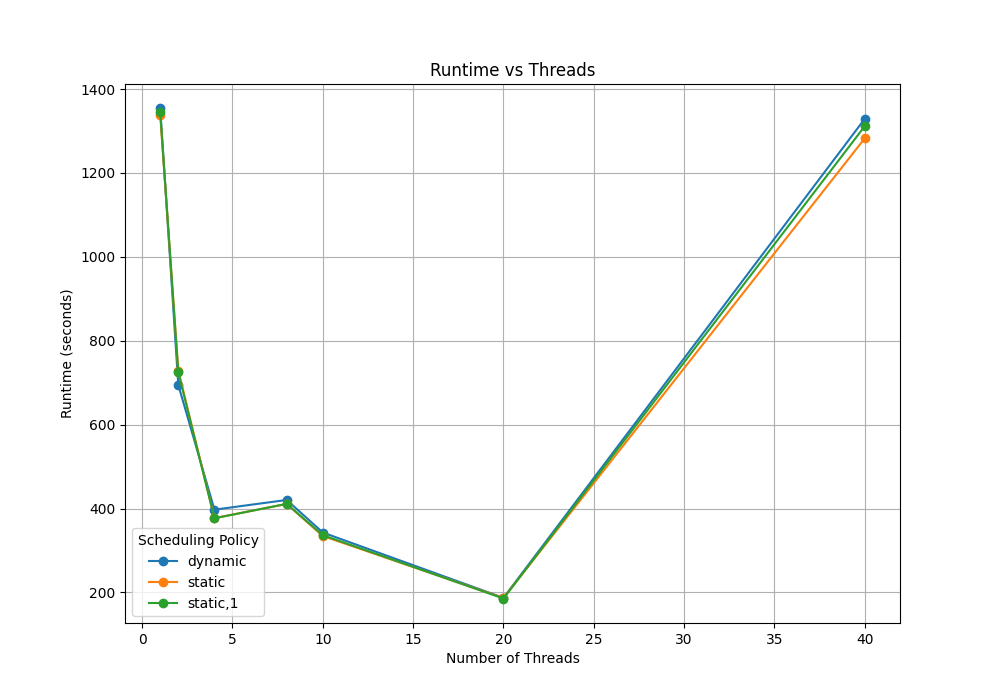 Runtime vs Threads
Runtime (seconds)
1400
1200
1000
800
600
400
200
Scheduling Policy
dynamic
static
static,1
0 5 10 15 20 25 30 35 40
Number of Threads